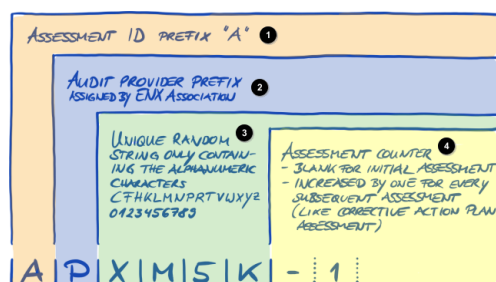 ASSESSMENT ID PREFIX "A" 1
AUDIT PROVIDER PREFIX
ASSIGNED BY ENX ASSOCIATION 2
UNIQUE RANDOM 3
STRING ONLY CONTAIN-
ING THE ALPHANUMERIC
CHARACTERS
CFHKLMNPRTVWXYZ
0123456789
ASSESSMENT COUNTER 4
- BLANK FOR INITIAL ASSESSMENT
- INCREASED BY ONE FOR EVERY
SUBSEQUENT ASSESSMENT
(LIKE CORRECTIVE ACTION PLAN
ASSESSMENT)
A P X M 5 K - 1